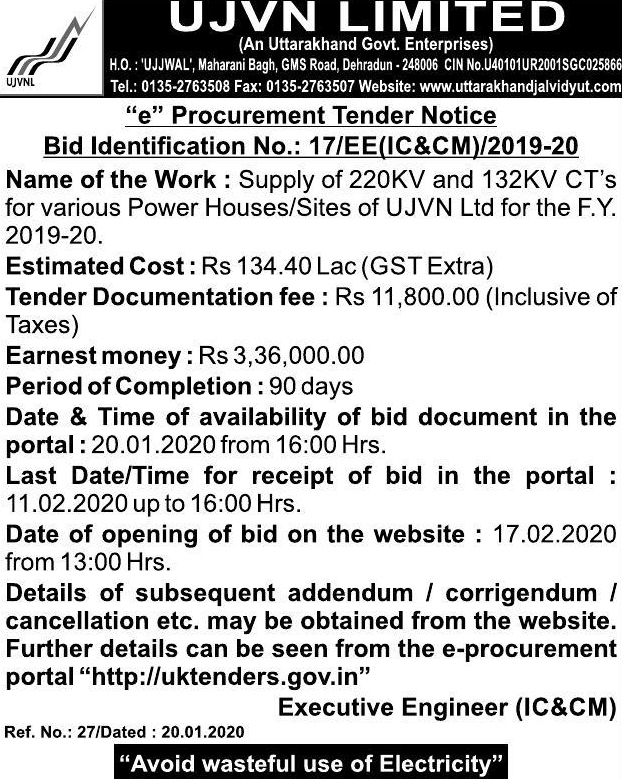 UJVN LIMITED
(An Uttarakhand Govt. Enterprises)
H.O. : 'UJJWAL', Maharani Bagh, GMS Road, Dehradun - 248006 CIN No.U40101UR2001SGC025866
UJVNL
Tel.: 0135-2763508 Fax: 0135-2763507 Website: www.uttarakhandjalvidyut.com
“e” Procurement Tender Notice
Bid Identification No.: 17/EE(IC&CM)/2019-20
Name of the Work : Supply of 220KV and 132KV CT’s
for various Power Houses/Sites of UJVN Ltd for the F.Y.
2019-20.
Estimated Cost : Rs 134.40 Lac (GST Extra)
Tender Documentation fee : Rs 11,800.00 (Inclusive of
Taxes)
Earnest money : Rs 3,36,000.00
Period of Completion : 90 days
Date & Time of availability of bid document in the
portal : 20.01.2020 from 16:00 Hrs.
Last Date/Time for receipt of bid in the portal :
11.02.2020 up to 16:00 Hrs.
Date of opening of bid on the website : 17.02.2020
from 13:00 Hrs.
Details of subsequent addendum / corrigendum /
cancellation etc. may be obtained from the website.
Further details can be seen from the e-procurement
portal “http://uktenders.gov.in”
Executive Engineer (IC&CM)
Ref. No.: 27/Dated : 20.01.2020
“Avoid wasteful use of Electricity”